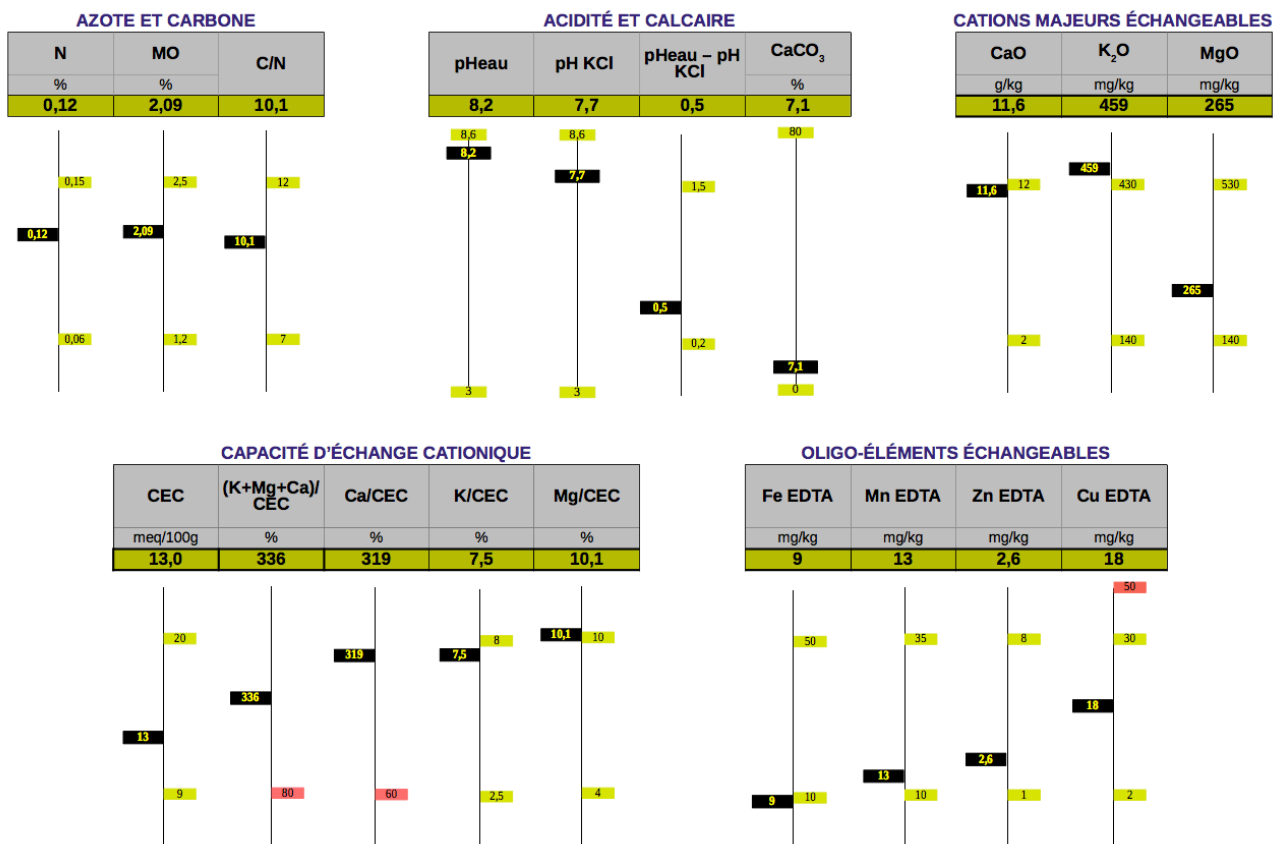 AZOTE ET CARBONE
N MO C/N
% %
0,12 2,09 10,1
0,15 2,5 12
0,12 2,09 10,1
0,06 1,2 7
ACIDITÉ ET CALCAIRE
pHeau pH KCl pHeau – pH KCl CaCO3
%
8,2 7,7 0,5 7,1
8,6 8,6 80
8,2
7,7 1,5
0,5
0,2
7,1
3 3 0
CATIONS MAJEURS ÉCHANGEABLES
CaO K2O MgO
g/kg mg/kg mg/kg
11,6 459 265
459
11,6 12 430 530
265
2 140 140
CAPACITÉ D'ÉCHANGE CATIONIQUE
CEC (K+Mg+Ca)/ CEC Ca/CEC K/CEC Mg/CEC
meq/100g % % % %
13,0 336 319 7,5 10,1
20 8 10,1 10
319 7,5
336
13
9 80 60 2,5 4
OLIGO-ÉLÉMENTS ÉCHANGEABLES
Fe EDTA Mn EDTA Zn EDTA Cu EDTA
mg/kg mg/kg mg/kg mg/kg
9 13 2,6 18
50
50 35 8 30
18
2,6
13
9 10 10 1 2